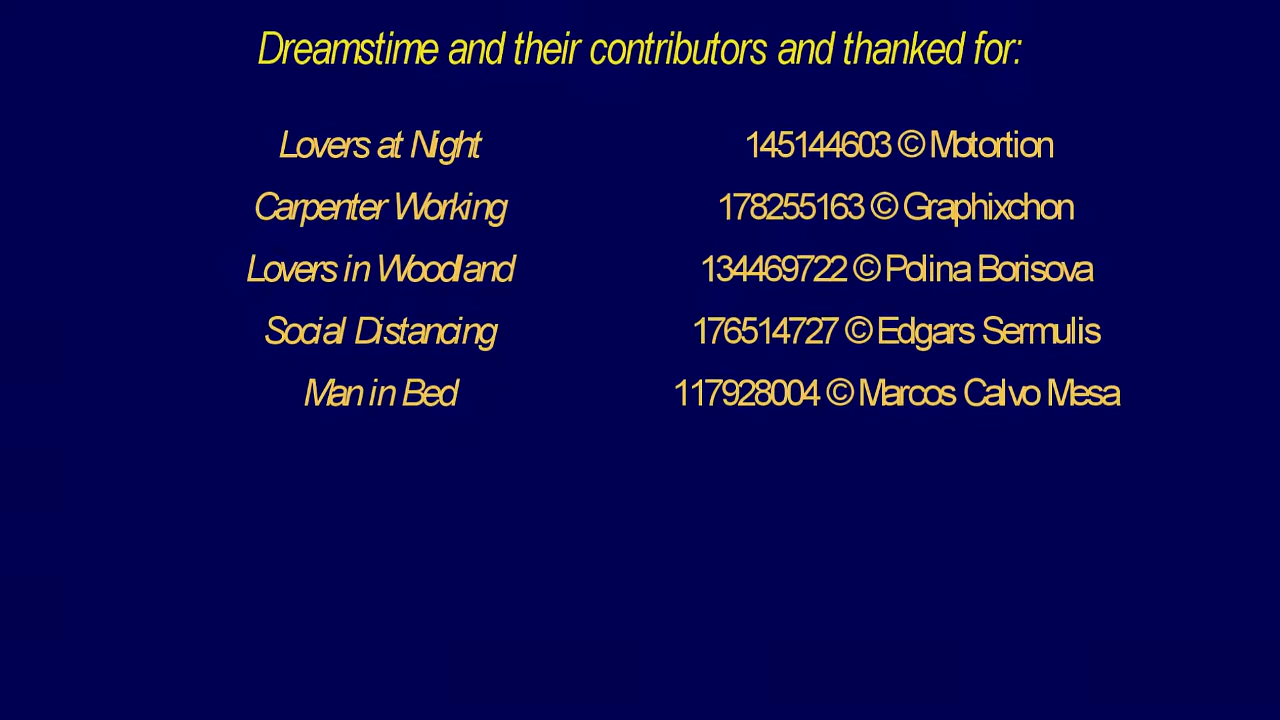 Dreamstime and their contributors and thanked for:
Lovers at Night 145144603 © Motortion
Carpenter Working 178255163 © Graphixchon
Lovers in Woodland 134469722 © Polina Borisova
Social Distancing 176514727 © Edgars Sermulis
Man in Bed 117928004 © Marcos Calvo Mesa